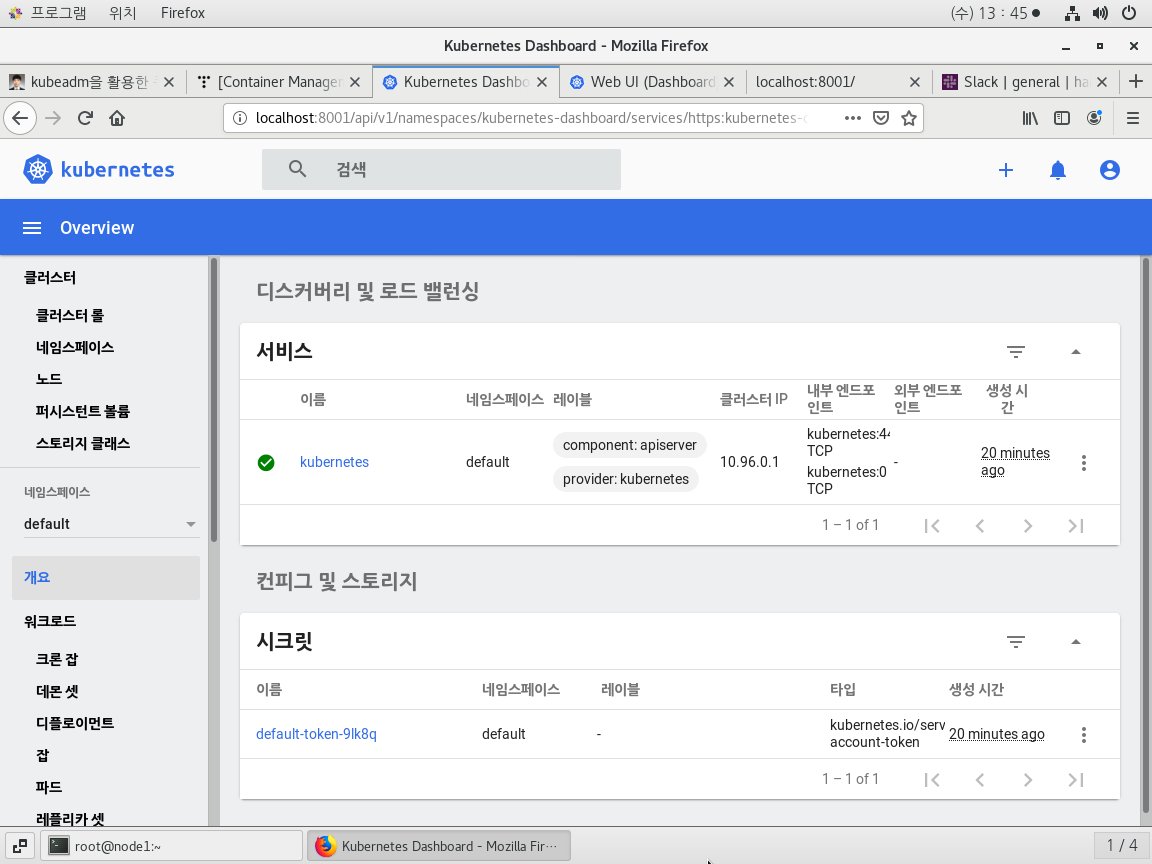 프로그램 위치 Firefox (수) 13 : 45
Kubernetes Dashboard - Mozilla Firefox
kubeadm을 활용한
[Container Manager
Kubernetes Dashbo
Web UI (Dashboard
localhost:8001/
Slack | general | ha
localhost:8001/api/v1/namespaces/kubernetes-dashboard/services/https:kubernetes-d
kubernetes
검색
Overview
클러스터
클러스터 롤
네임스페이스
노드
퍼시스턴트 볼륨
스토리지 클래스
네임스페이스
default
개요
워크로드
크론 잡
데몬 셋
디플로이먼트
잡
파드
레플리카 셋
디스커버리 및 로드 밸런싱
서비스
이름 네임스페이스 레이블 클러스터 IP 내부 엔드포인트 외부 엔드포인트 생성 시간
kubernetes default
component: apiserver
provider: kubernetes
10.96.0.1
kubernetes:44
TCP
kubernetes:0
TCP
-
20 minutes
ago
1 – 1 of 1
컨피그 및 스토리지
시크릿
이름 네임스페이스 레이블 타입 생성 시간
default-token-9lk8q default -
kubernetes.io/serv
account-token
20 minutes ago
1 – 1 of 1
root@node1:~
Kubernetes Dashboard - Mozilla Fir···
1 / 4